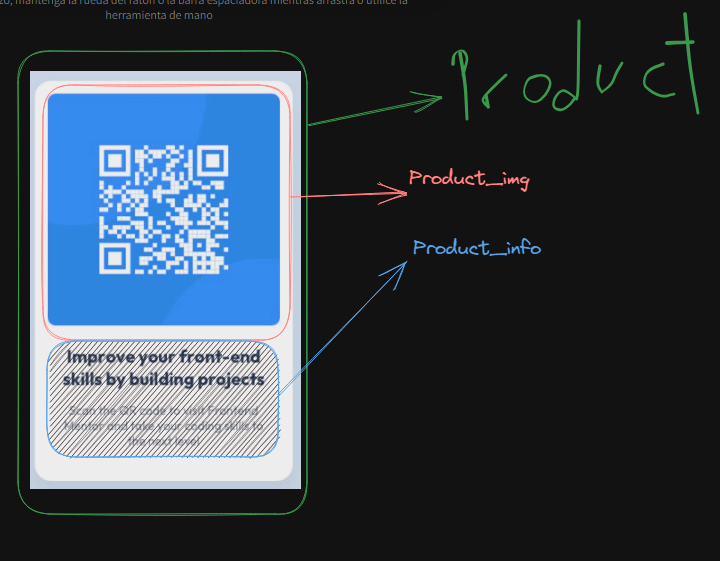 mantenga la rueda del ratón o la barra espaciadora mientras arrastra o utilice la
herramienta de mano
Product
Product_img
Product_info
Improve your front-end
skills by building projects
Scan the QR code to visit Frontend
Mentor and take your coding skills to
the next level